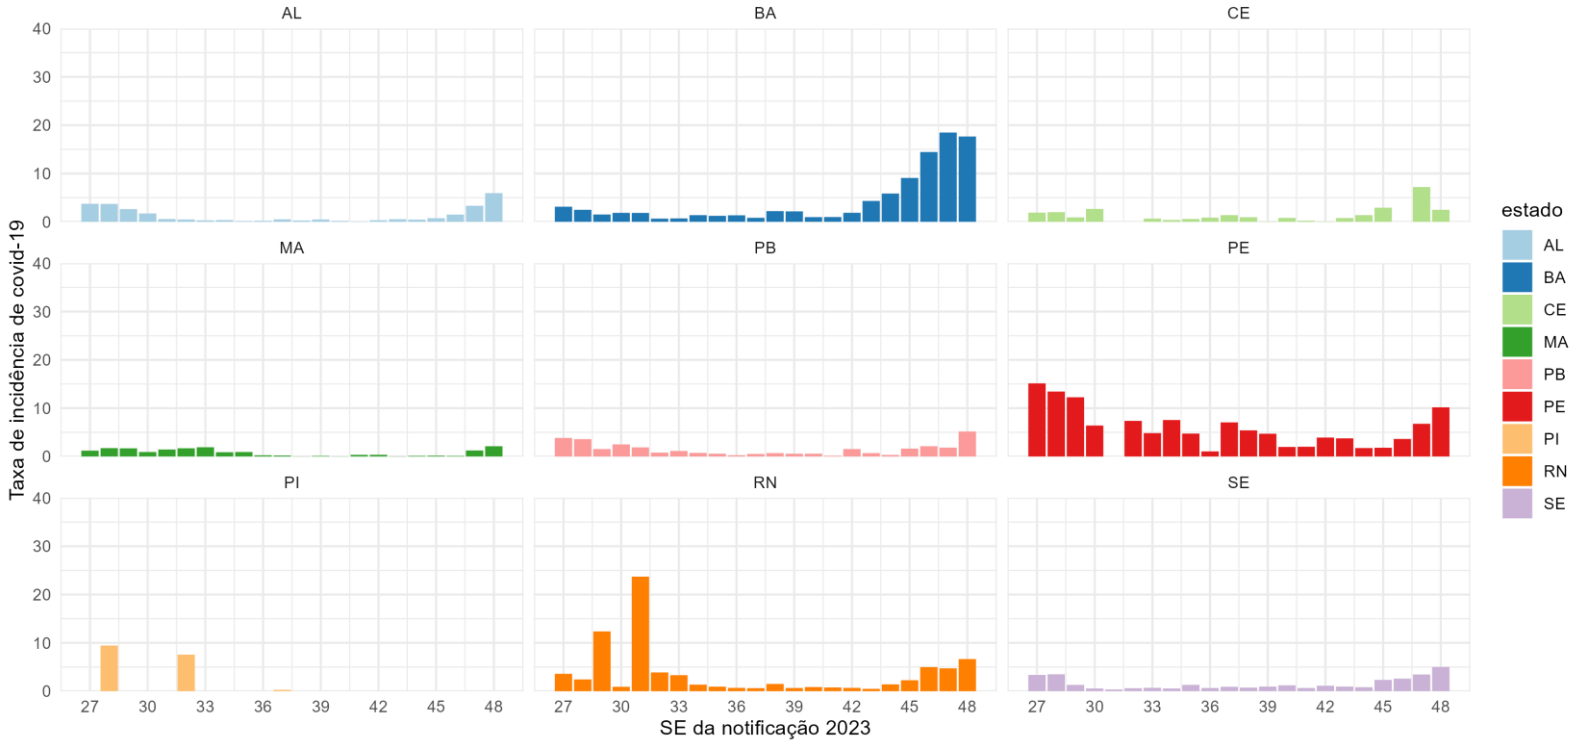 AL BA CE
40
30
20
10
0
MA PB PE
40
30
20
10
0
PI RN SE
40
30
20
10
0
27 30 33 36 39 42 45 48 27 30 33 36 39 42 45 48 27 30 33 36 39 42 45 48
SE da notificação 2023
Taxa de incidência de covid-19
estado
AL
BA
CE
MA
PB
PE
PI
RN
SE